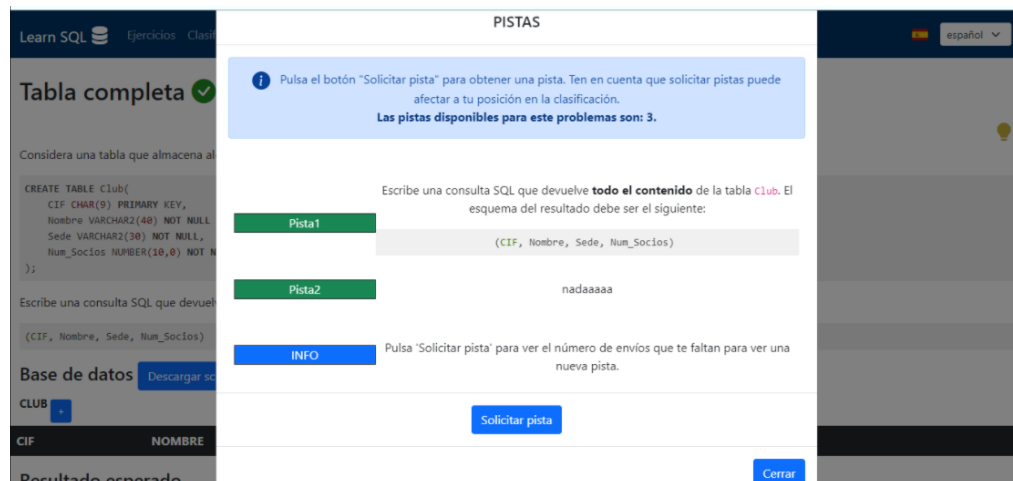 PISTAS
Learn SQL
Ejercicios Clasif
español
Pulsa el botón "Solicitar pista" para obtener una pista. Ten en cuenta que solicitar pistas puede
afectar a tu posición en la clasificación.
Las pistas disponibles para este problemas son: 3.
Tabla completa
Considera una tabla que almacena al
CREATE TABLE Club(
CIF CHAR(9) PRIMARY KEY,
Nombre VARCHAR2(40) NOT NULL
Sede VARCHAR2(30) NOT NULL,
Num_Socios NUMBER(10,0) NOT N
);
Escribe una consulta SQL que devuel
(CIF, Nombre, Sede, Num_Socios)
Base de datos
Descargar sc
CLUB
+
CIF NOMBRE
Resultado esperado
Pista1
Escribe una consulta SQL que devuelve todo el contenido de la tabla Club. El
esquema del resultado debe ser el siguiente:
(CIF, Nombre, Sede, Num_Socios)
Pista2
nadaaaaa
INFO
Pulsa 'Solicitar pista' para ver el número de envíos que te faltan para ver una
nueva pista.
Solicitar pista
Cerrar